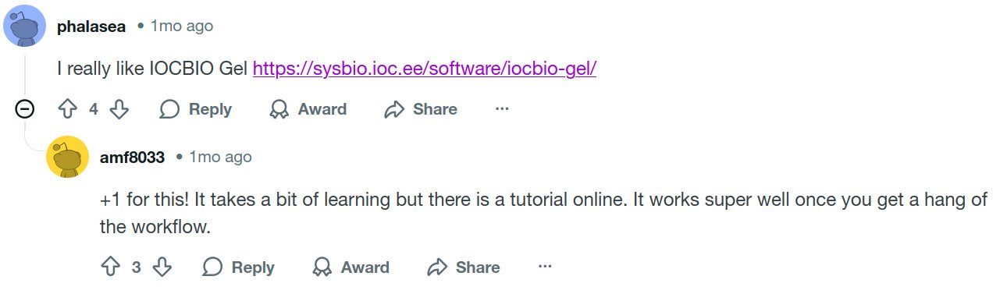 phalasea • 1mo ago
I really like IOCBIO Gel https://sysbio.ioc.ee/software/iocbio-gel/
4 Reply Award Share ...
amf8033 • 1mo ago
+1 for this! It takes a bit of learning but there is a tutorial online. It works super well once you get a hang of
the workflow.
3 Reply Award Share ...